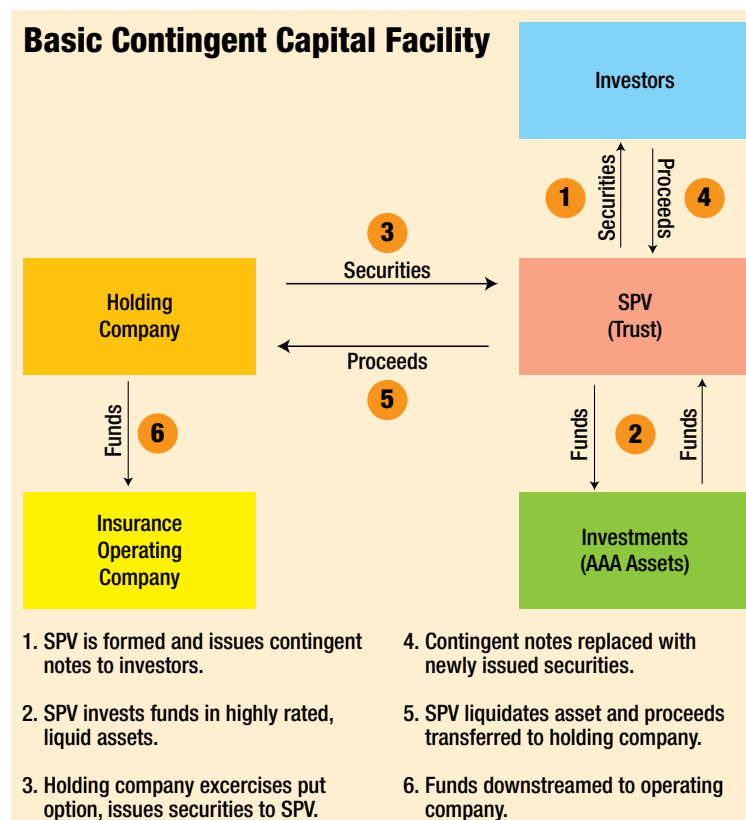 Basic Contingent Capital Facility
Investors
1
Securities
Proceeds
4
3
Securities
Holding
Company
SPV
(Trust)
Proceeds
5
Funds
6
Funds
2
Funds
Insurance
Operating
Company
Investments
(AAA Assets)
1. SPV is formed and issues contingent
notes to investors.
2. SPV invests funds in highly rated,
liquid assets.
3. Holding company excercises put
option, issues securities to SPV.
4. Contingent notes replaced with
newly issued securities.
5. SPV liquidates asset and proceeds
transferred to holding company.
6. Funds downstreamed to operating
company.